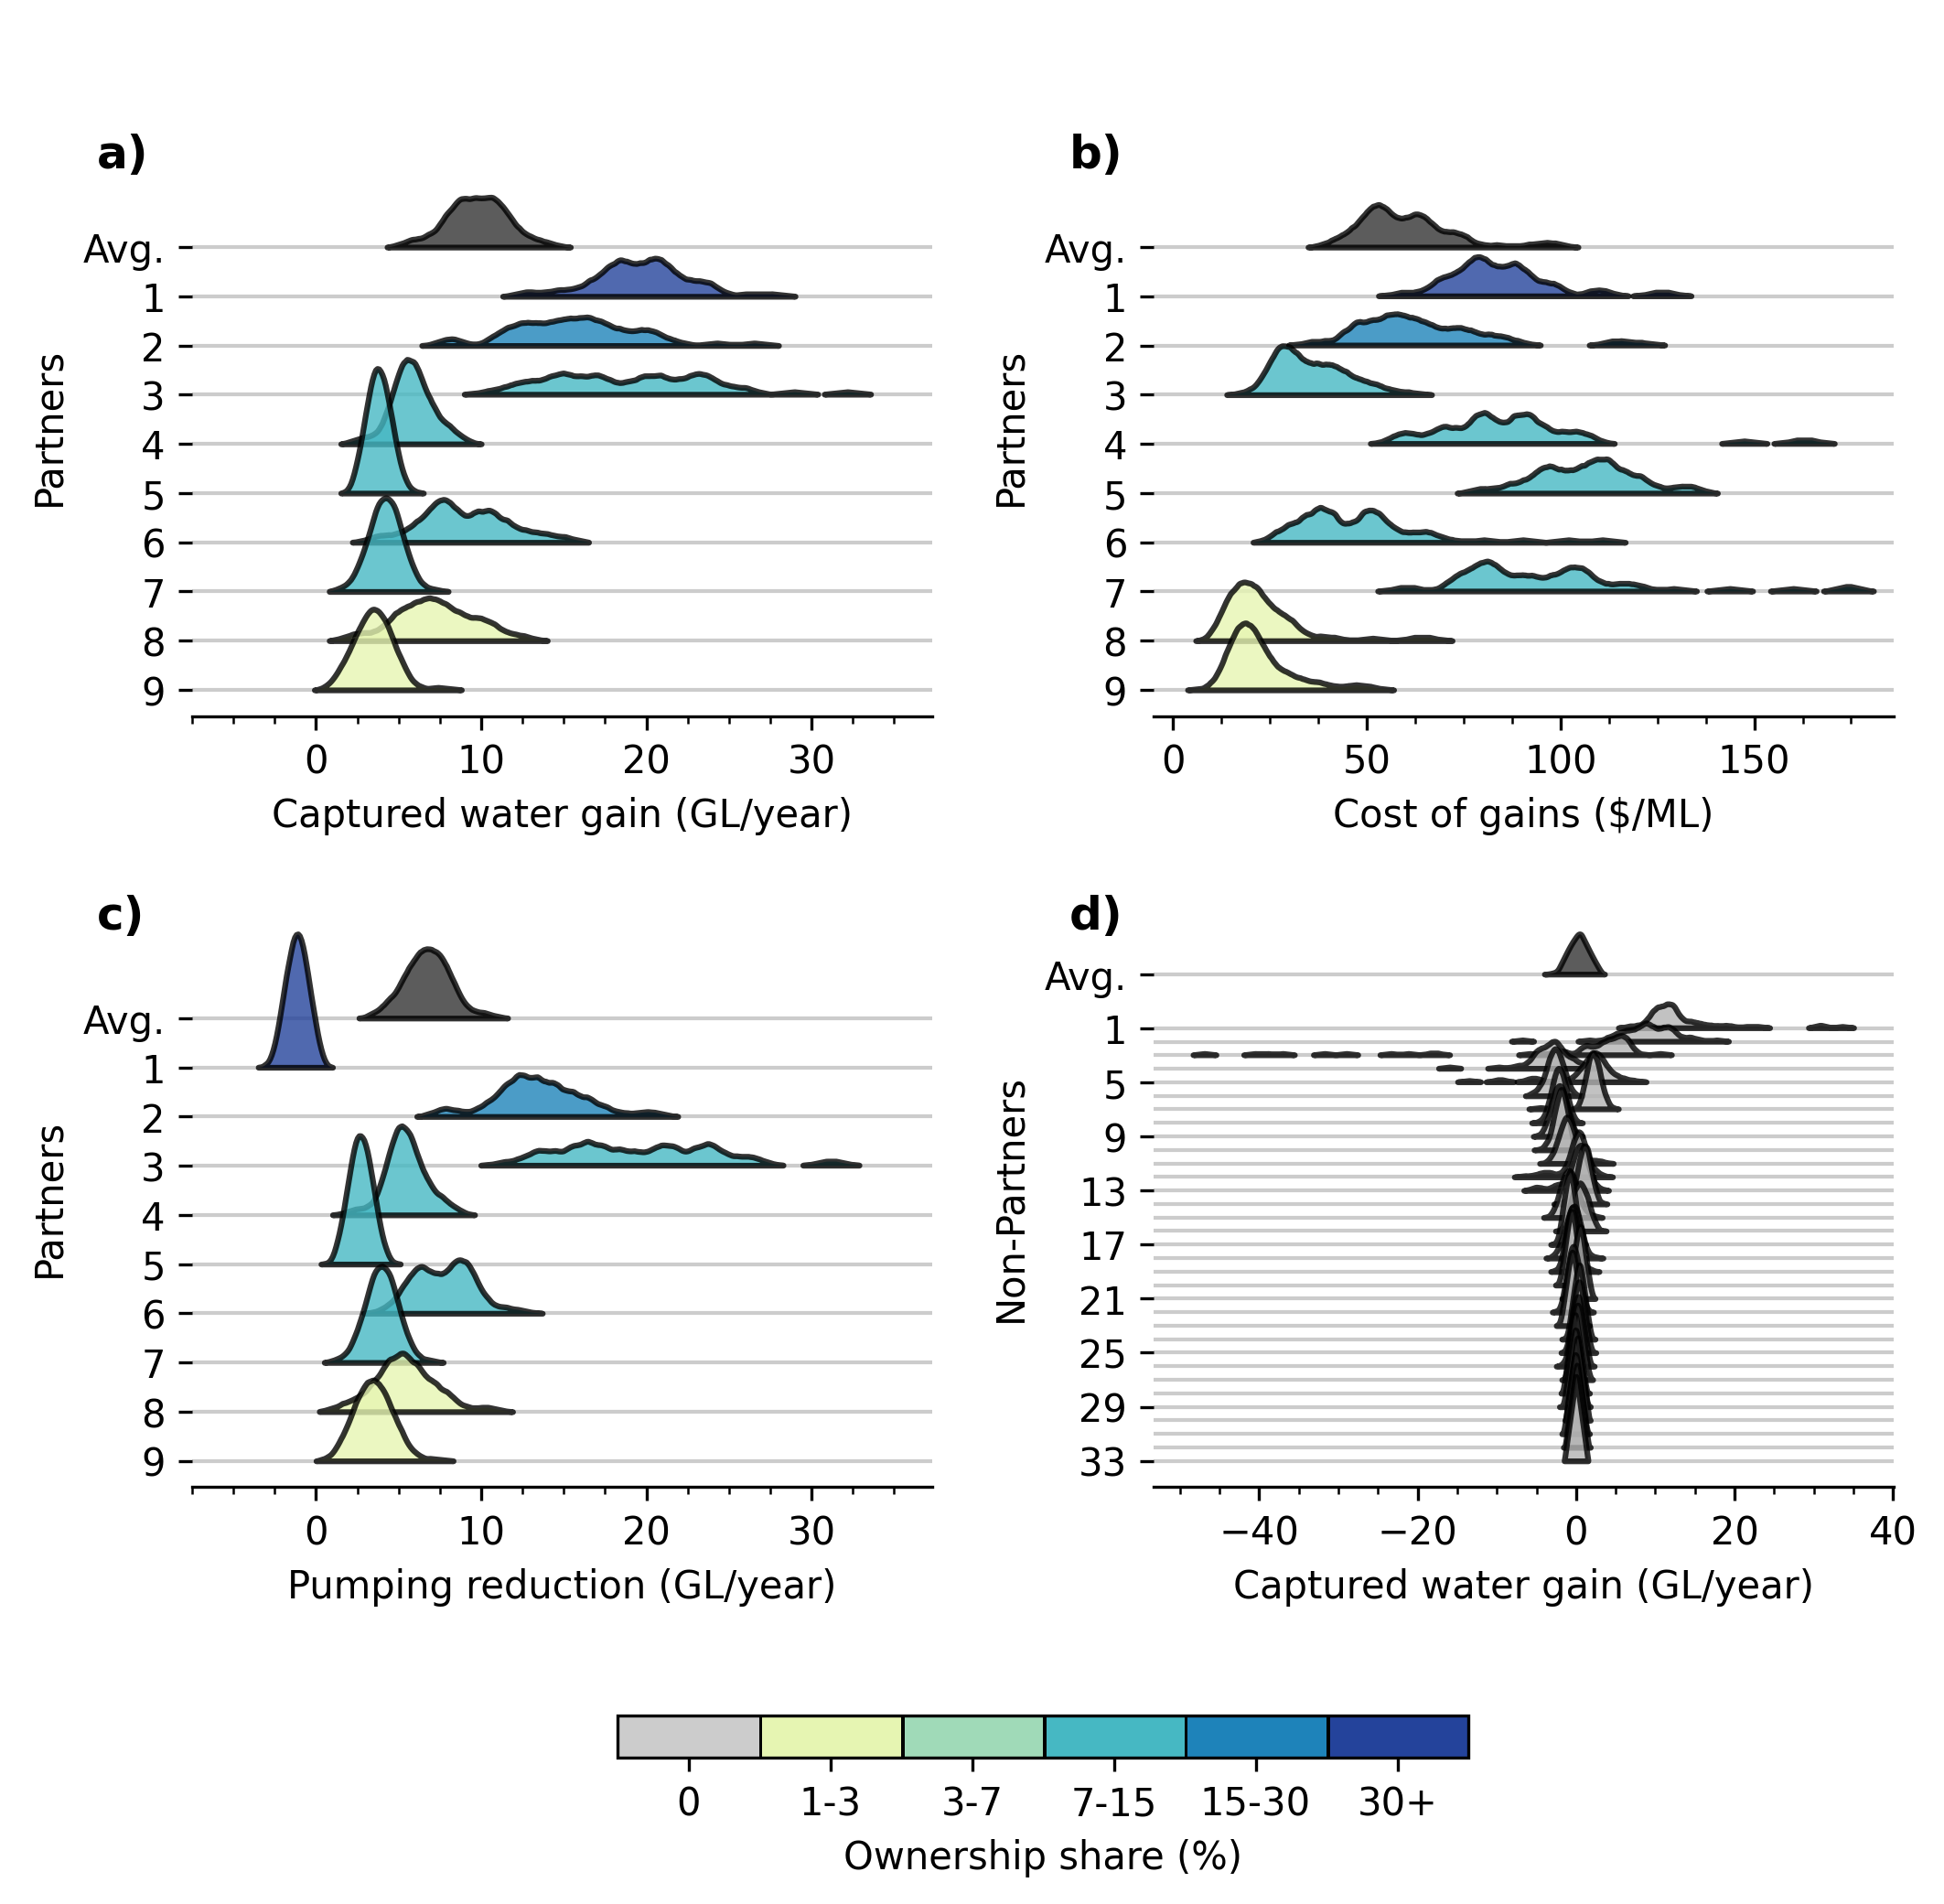 a)
Avg.
1
2
3
4
5
6
7
8
9
Partners
0 10 20 30
Captured water gain (GL/year)
b)
Avg.
1
2
3
4
5
6
7
8
9
Partners
0 50 100 150
Cost of gains ($/ML)
c)
Avg.
1
2
3
4
5
6
7
8
9
Partners
0 10 20 30
Pumping reduction (GL/year)
d)
Avg.
1
5
9
13
17
21
25
29
33
Non-Partners
−40 −20 0 20 40
Captured water gain (GL/year)
0 1-3 3-7 7-15 15-30 30+
Ownership share (%)